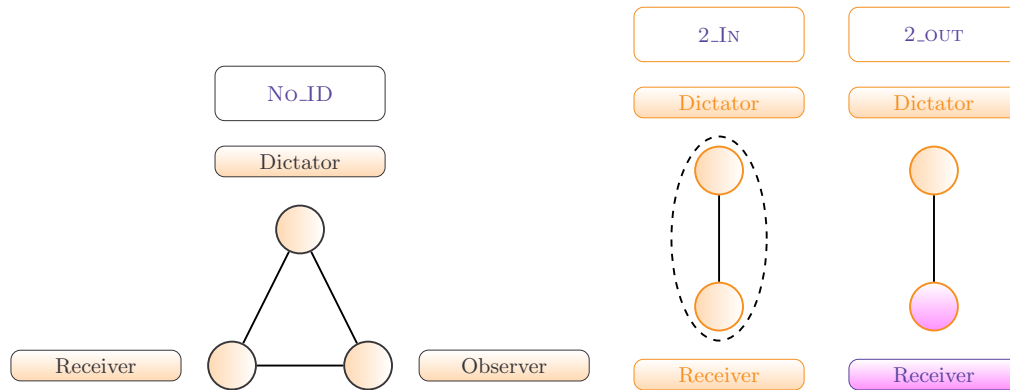 No_ID
Dictator
Receiver
Observer
2_In
Dictator
Receiver
2_out
Dictator
Receiver